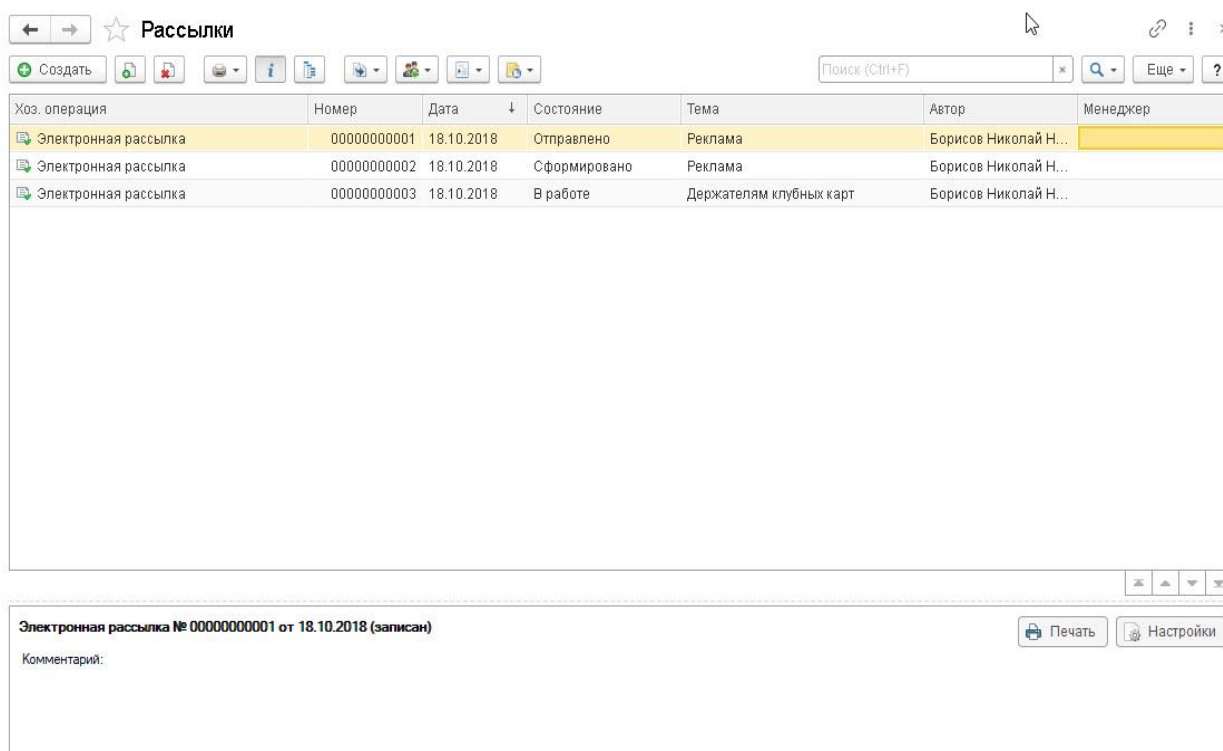 Рассылки
Создать
Поиск (Ctrl+F)
Еще
?
Хоз. операция Номер Дата Состояние Тема Автор Менеджер
Электронная рассылка 00000000001 18.10.2018 Отправлено Реклама Борисов Николай Н...
Электронная рассылка 00000000002 18.10.2018 Сформировано Реклама Борисов Николай Н...
Электронная рассылка 00000000003 18.10.2018 В работе Держателям клубных карт Борисов Николай Н...
Электронная рассылка № 00000000001 от 18.10.2018 (записан)
Печать
Настройки
Комментарий: